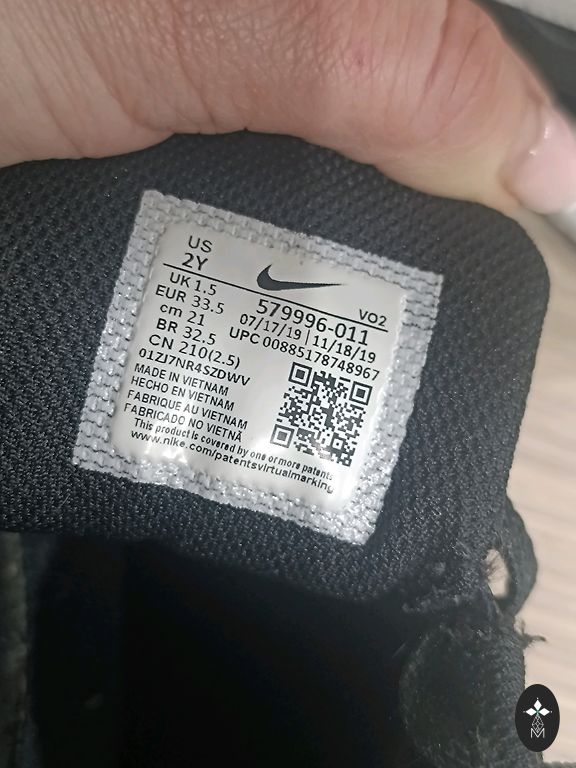 US
2Y
UK 1.5
EUR 33.5
cm 21
BR 32.5
CN 210(2.5)
01ZJ7NR4SZDWV
579996-011 VO2
07/17/19 | 11/18/19
UPC 00885178748967
MADE IN VIETNAM
HECHO EN VIETNAM
FABRIQUE AU VIETNAM
FABRICADO NO VIETNÃ
This product is covered by one or more patents
www.nike.com/patentsvirtualmarking
M